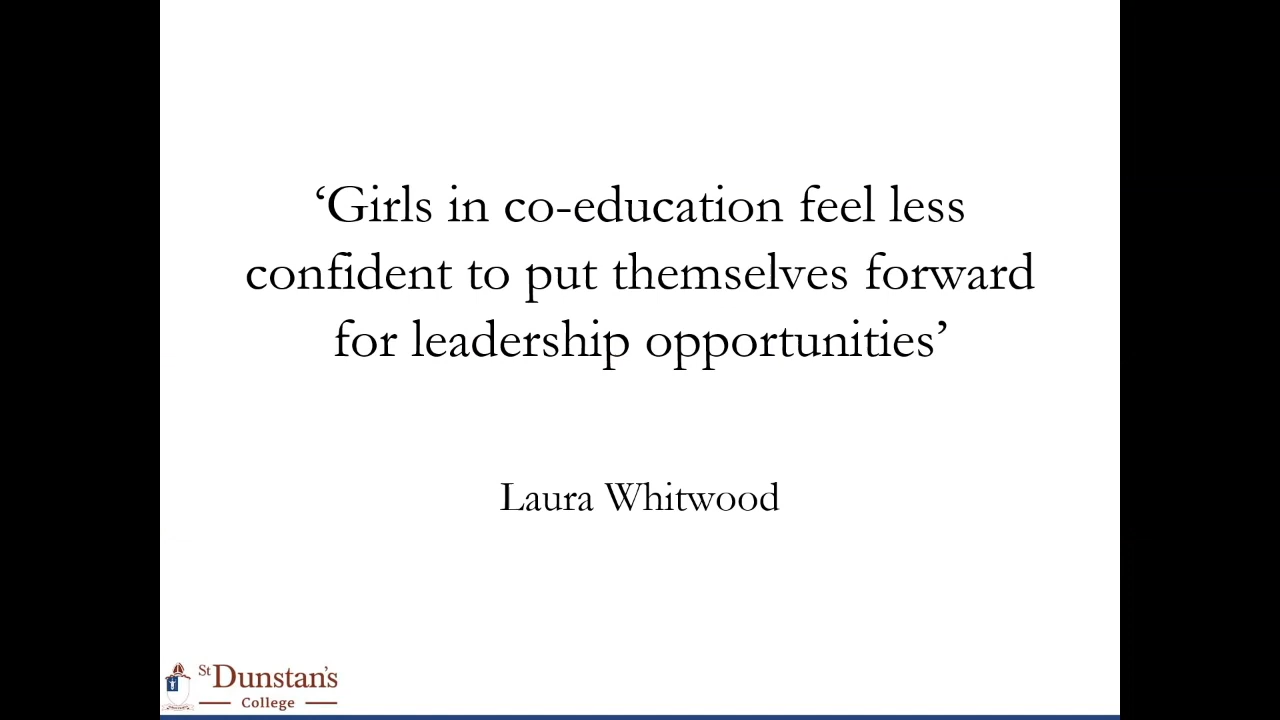 ‘Girls in co-education feel less
confident to put themselves forward
for leadership opportunities’
Laura Whitwood
St Dunstan's
College